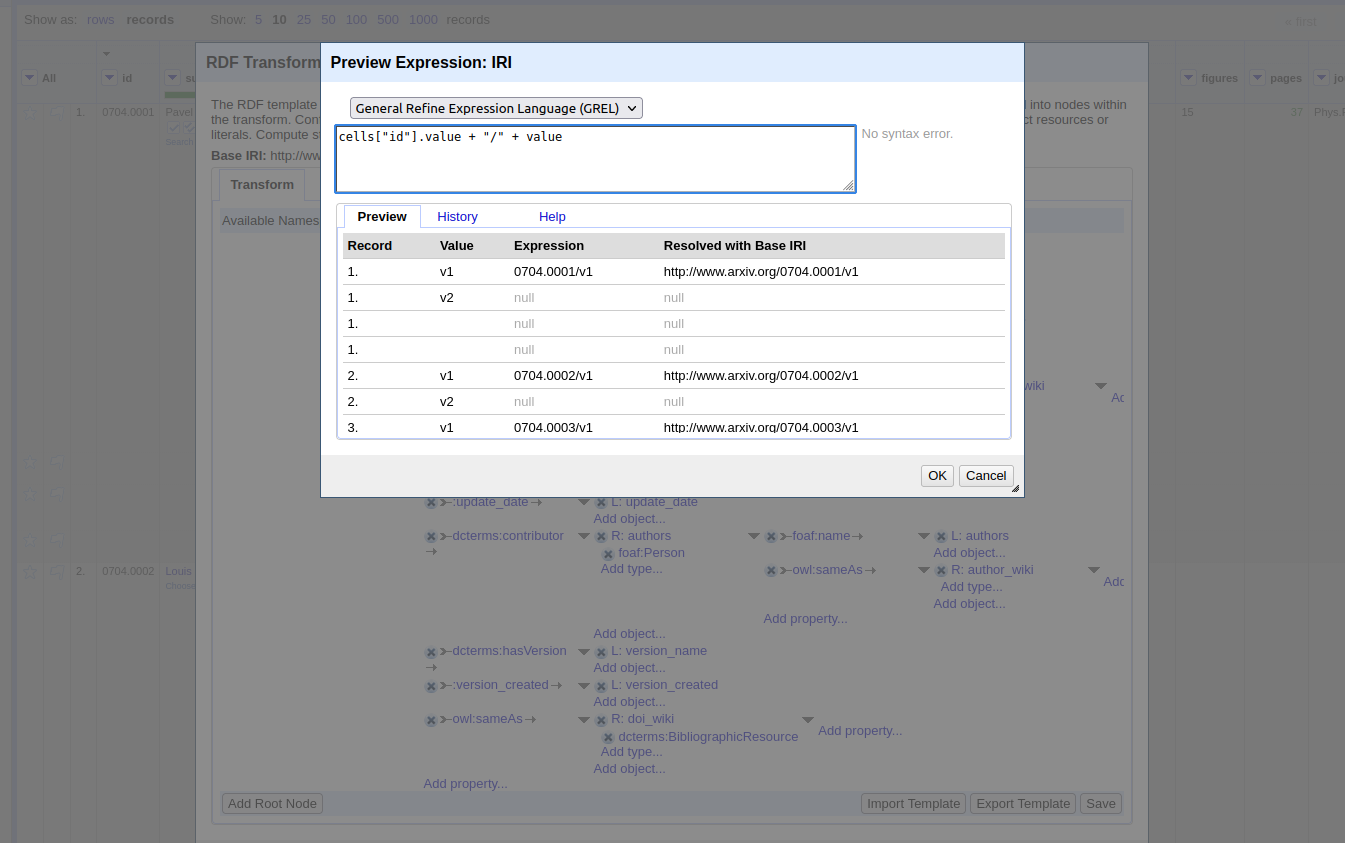 Show as: rows records Show: 5 10 25 50 100 500 1000 records « first
All id su figures pages jo
RDF Transform
Preview Expression: IRI
General Refine Expression Language (GREL)
The RDF template
d into nodes within
1. 0704.0001 Pavel 15 37 Phys.F
the transform. Con
ct resources or
literals. Compute st
cells["id"].value + "/" + value
No syntax error.
Search
Base IRI: http://ww
Transform
Available Names
Preview History Help
Record Value Expression Resolved with Base IRI
1. v1 0704.0001/v1 http://www.arxiv.org/0704.0001/v1
1. v2 null null
1. null null
1. null null
2. v1 0704.0002/v1 http://www.arxiv.org/0704.0002/v1
wiki
Ad
2. v2 null null
3. v1 0704.0003/v1 http://www.arxiv.org/0704.0003/v1
OK Cancel
:update_date L: update_date
Add object...
dcterms:contributor R: authors foaf:name L: authors
foaf:Person Add object...
Add type... owl:sameAs R: author_wiki
2. 0704.0002 Louis
Choose
Add type... Add
Add object...
Add property...
Add object...
dcterms:hasVersion L: version_name
Add object...
:version_created L: version_created
Add object...
owl:sameAs R: doi_wiki
dcterms:BibliographicResource Add property...
Add type...
Add object...
Add property...
Add Root Node Import Template Export Template Save